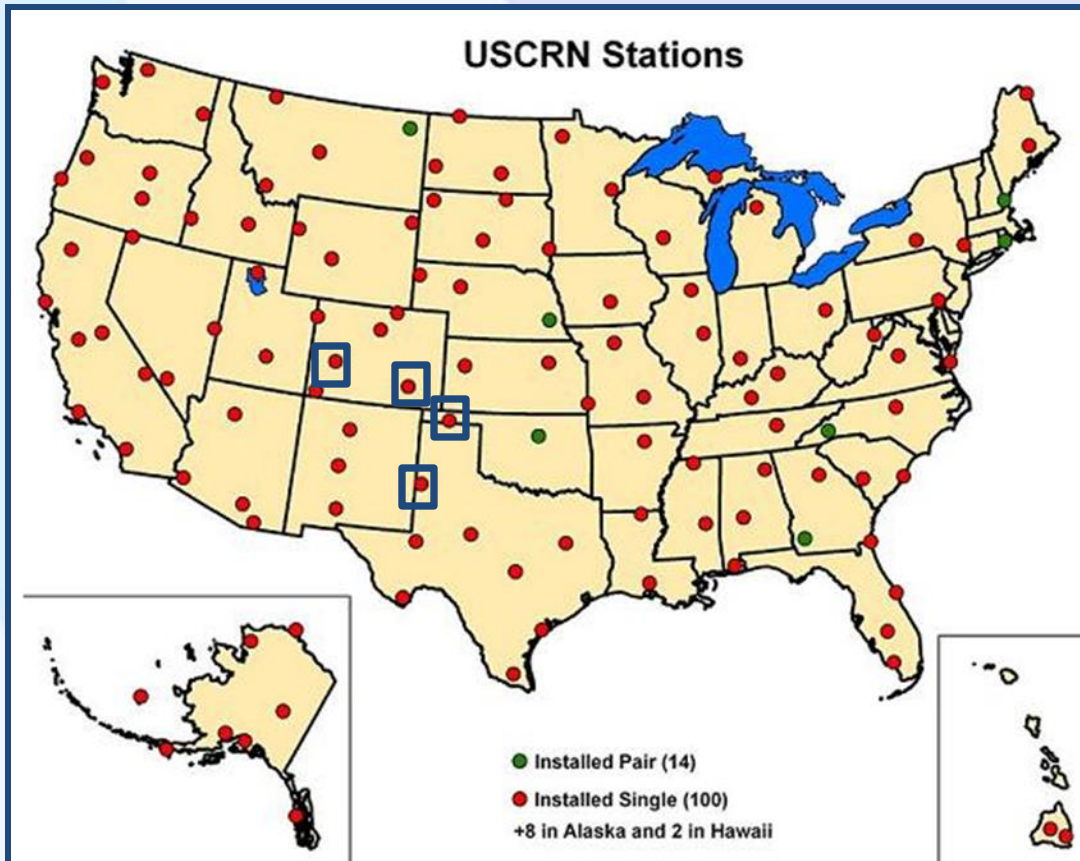 USCRN Stations
Installed Pair (14)
Installed Single (100)
+8 in Alaska and 2 in Hawaii